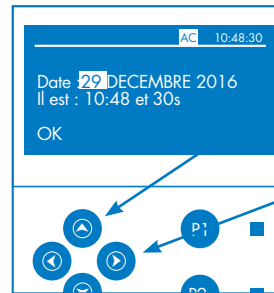 AC 10:48:30
Date :29 DECEMBRE 2016
Il est : 10:48 et 30s
OK
P1
P2